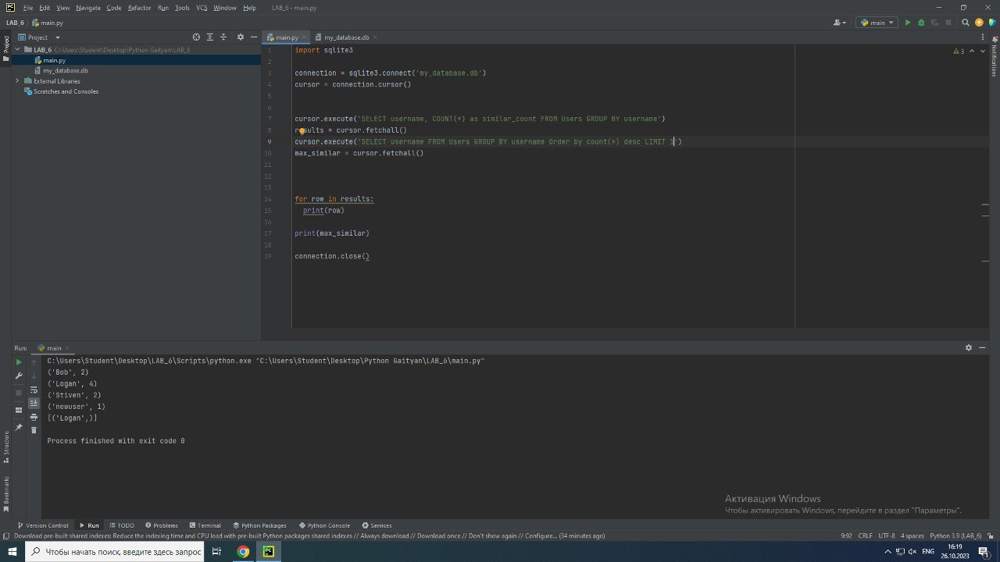 PC File Edit View Navigate Code Refactor Run Tools VCS Window Help LAB_6 - main.py
LAB_6 main.py main
Project main.py my_database.db
LAB_6 C:\Users\Student\Desktop\Python Gaityan\LAB_6
main.py
my_database.db
External Libraries
Scratches and Consoles
Project
Notifications
3
1 import sqlite3
2
3 connection = sqlite3.connect('my_database.db')
4 cursor = connection.cursor()
5
6
7 cursor.execute('SELECT username, COUNT(*) as similar_count FROM Users GROUP BY username')
8 results = cursor.fetchall()
9 cursor.execute('SELECT username FROM Users GROUP BY username Order by count(*) desc LIMIT 1')
10 max_similar = cursor.fetchall()
11
12
13
14 for row in results:
15 print(row)
16
17 print(max_similar)
18
19 connection.close()
Run: main
C:\Users\Student\Desktop\LAB_6\Scripts\python.exe "C:\Users\Student\Desktop\Python Gaityan\LAB_6\main.py"
('Bob', 2)
('Logan', 4)
('Stiven', 2)
('newuser', 1)
[('Logan',)]
Process finished with exit code 0
Structure
Bookmarks
Активация Windows
Чтобы активировать Windows, перейдите в раздел "Параметры".
Version Control Run TODO Problems Terminal Python Packages Python Console Services
Download pre-built shared indexes: Reduce the indexing time and CPU load with pre-built Python packages shared indexes // Always download // Download once // Don't show again // Configure... (34 minutes ago) 9:92 CRLF UTF-8 4 spaces Python 3.9 (LAB_6)
Чтобы начать поиск, введите здесь запрос PC ENG 16:19
26.10.2023 1